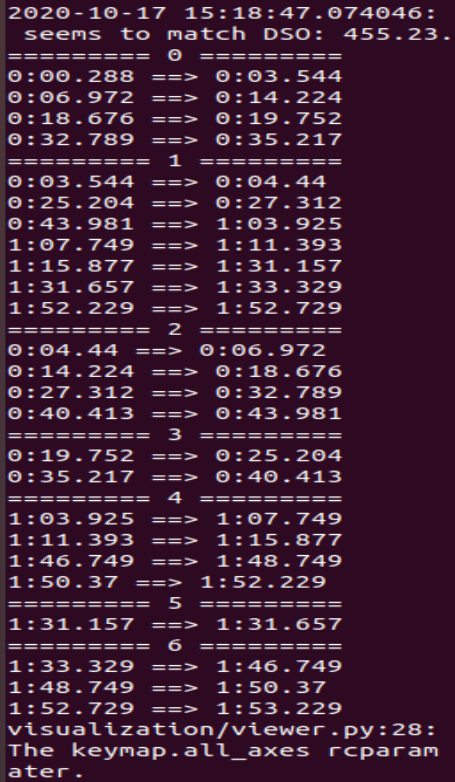 2020-10-17 15:18:47.074046:
seems to match DSO: 455.23.
========= 0 =========
0:00.288 ==> 0:03.544
0:06.972 ==> 0:14.224
0:18.676 ==> 0:19.752
0:32.789 ==> 0:35.217
========= 1 =========
0:03.544 ==> 0:04.44
0:25.204 ==> 0:27.312
0:43.981 ==> 1:03.925
1:07.749 ==> 1:11.393
1:15.877 ==> 1:31.157
1:31.657 ==> 1:33.329
1:52.229 ==> 1:52.729
========= 2 =========
0:04.44 ==> 0:06.972
0:14.224 ==> 0:18.676
0:27.312 ==> 0:32.789
0:40.413 ==> 0:43.981
========= 3 =========
0:19.752 ==> 0:25.204
0:35.217 ==> 0:40.413
========= 4 =========
1:03.925 ==> 1:07.749
1:11.393 ==> 1:15.877
1:46.749 ==> 1:48.749
1:50.37 ==> 1:52.229
========= 5 =========
1:31.157 ==> 1:31.657
========= 6 =========
1:33.329 ==> 1:46.749
1:48.749 ==> 1:50.37
1:52.729 ==> 1:53.229
visualization/viewer.py:28:
The keymap.all_axes rcparam
ater.